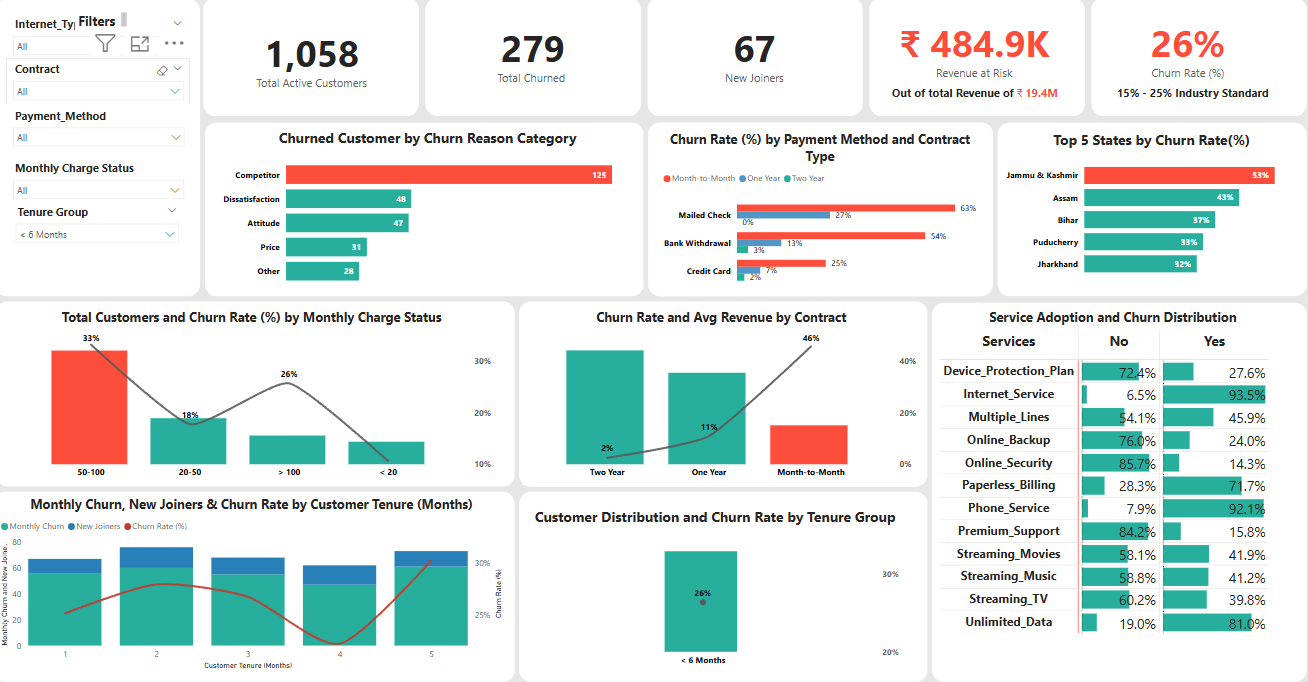 Internet_Ty
Filters
All
Contract
All
Payment_Method
All
Monthly Charge Status
All
Tenure Group
< 6 Months
1,058
Total Active Customers
279
Total Churned
67
New Joiners
₹ 484.9K
Revenue at Risk
Out of total Revenue of ₹ 19.4M
26%
Churn Rate (%)
15% - 25% Industry Standard
Churned Customer by Churn Reason Category
Competitor 125
Dissatisfaction 48
Attitude 47
Price 31
Other 28
Churn Rate (%) by Payment Method and Contract
Type
Month-to-Month One Year Two Year
Mailed Check 63% 27% 0%
Bank Withdrawal 54% 13% 3%
Credit Card 25% 7% 2%
Top 5 States by Churn Rate(%)
Jammu & Kashmir 53%
Assam 43%
Bihar 37%
Puducherry 33%
Jharkhand 32%
Total Customers and Churn Rate (%) by Monthly Charge Status
33%
18%
26%
30%
20%
10%
50-100 20-50 > 100 < 20
Churn Rate and Avg Revenue by Contract
2%
11%
46%
40%
20%
0%
Two Year One Year Month-to-Month
Service Adoption and Churn Distribution
Services No Yes
Device_Protection_Plan 72.4% 27.6%
Internet_Service 6.5% 93.5%
Multiple_Lines 54.1% 45.9%
Online_Backup 76.0% 24.0%
Online_Security 85.7% 14.3%
Paperless_Billing 28.3% 71.7%
Phone_Service 7.9% 92.1%
Premium_Support 84.2% 15.8%
Streaming_Movies 58.1% 41.9%
Streaming_Music 58.8% 41.2%
Streaming_TV 60.2% 39.8%
Unlimited_Data 19.0% 81.0%
Monthly Churn, New Joiners & Churn Rate by Customer Tenure (Months)
Monthly Churn New Joiners Churn Rate (%)
Monthly Churn and New Joine...
80
60
40
20
0
30%
25%
Churn Rate (%)
1 2 3 4 5
Customer Tenure (Months)
Customer Distribution and Churn Rate by Tenure Group
26%
30%
20%
< 6 Months